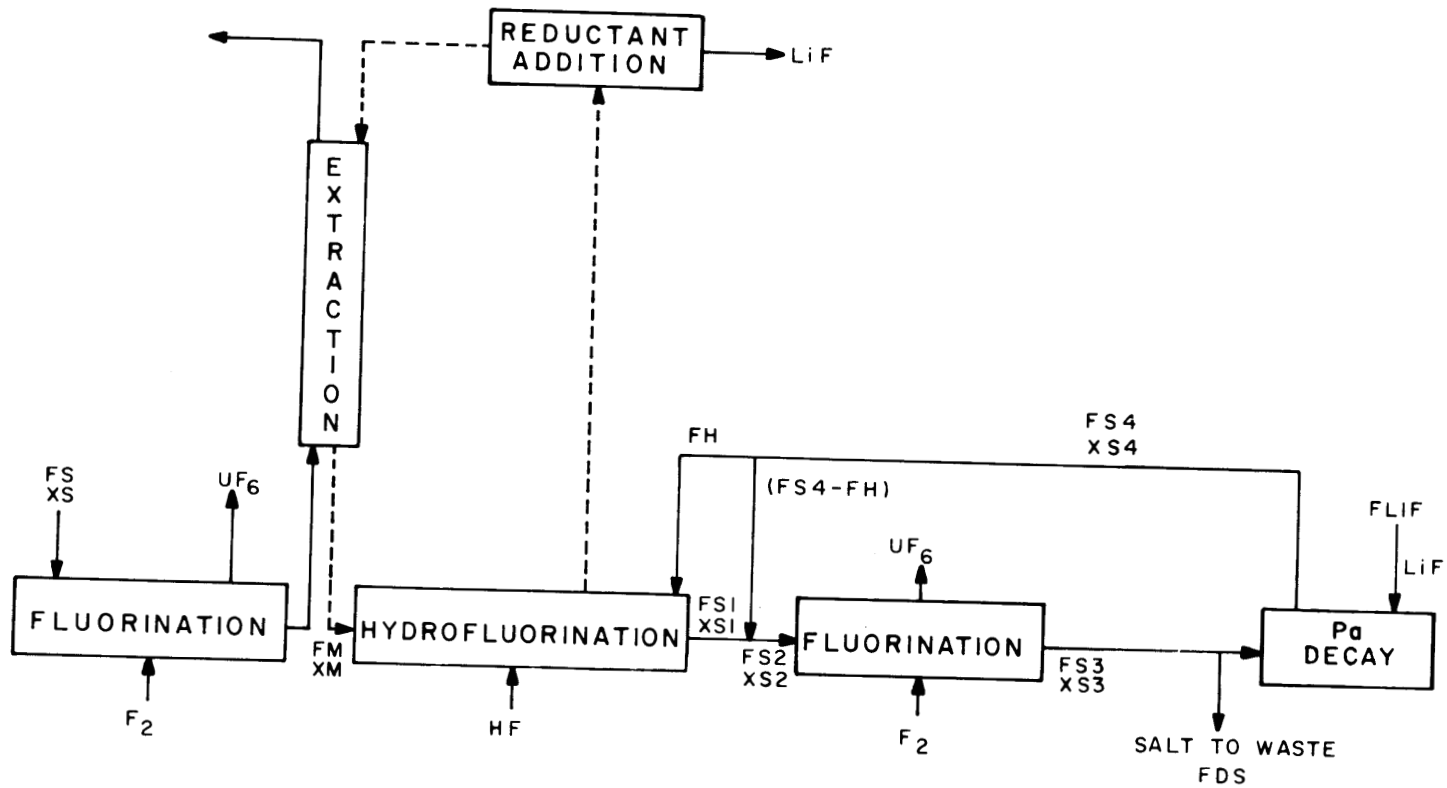 REDUCTANT
ADDITION
LiF
EXTRACTION
FH
FS4
XS4
(FS4-FH)
FS
XS
UF6
UF6
FLIF
LiF
FLUORINATION
FM
XM
HYDROFLUORINATION
FS1
XS1
FS2
XS2
FLUORINATION
FS3
XS3
Pa
DECAY
F2
HF
F2
SALT TO WASTE
FDS